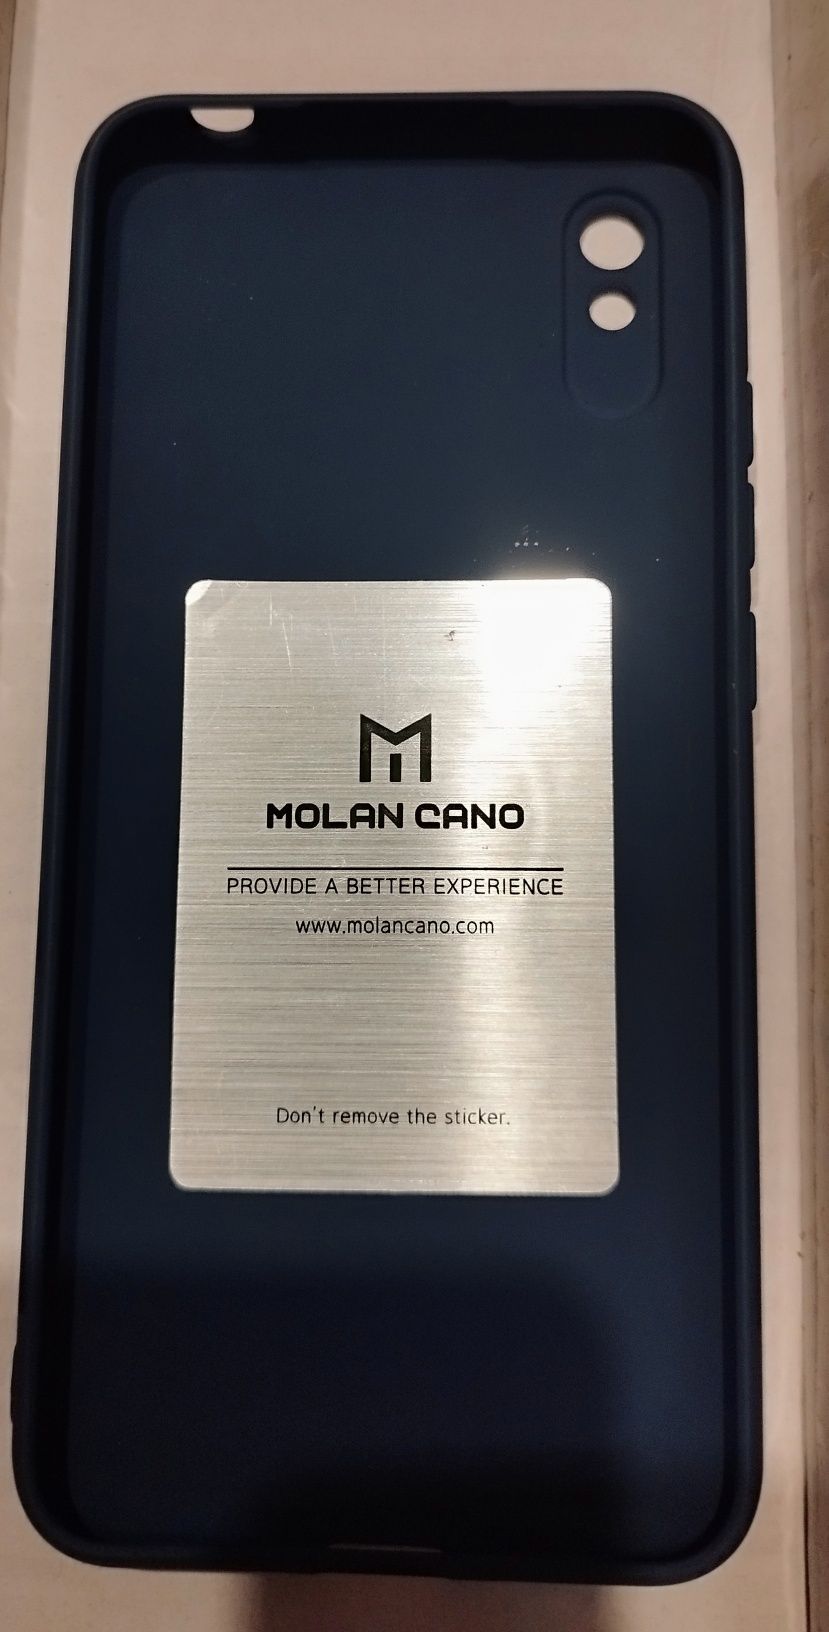 MOLAN CANO
PROVIDE A BETTER EXPERIENCE
www.molancano.com
Don't remove the sticker.